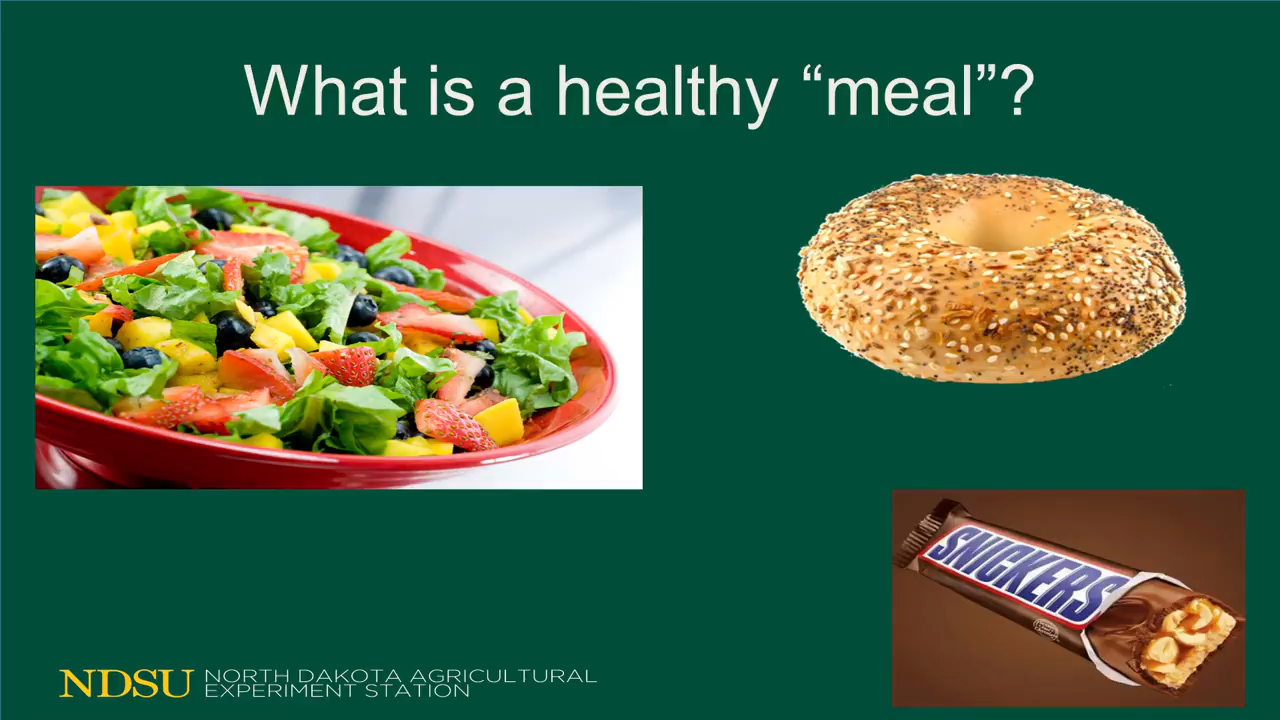 What is a healthy “meal”?
SNICKERS
NDSU NORTH DAKOTA AGRICULTURAL
EXPERIMENT STATION